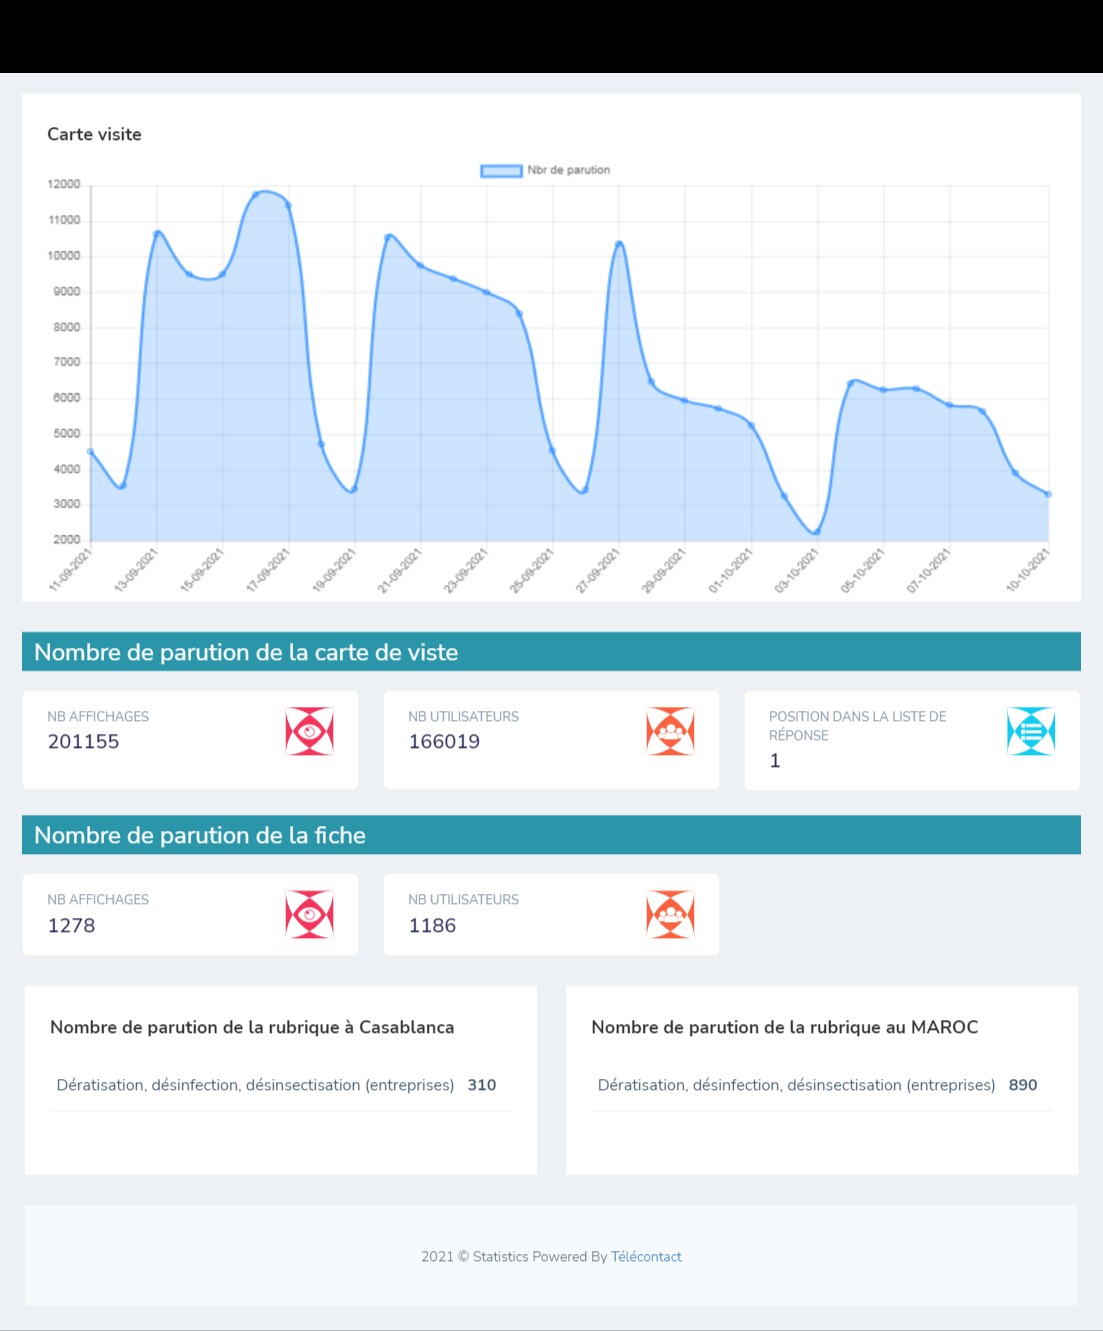 Carte visite
Nbr de parution
12000
11000
10000
9000
8000
7000
6000
5000
4000
3000
2000
11-09-2021
13-09-2021
15-09-2021
17-09-2021
19-09-2021
21-09-2021
23-09-2021
25-09-2021
27-09-2021
29-09-2021
01-10-2021
03-10-2021
05-10-2021
07-10-2021
10-10-2021
Nombre de parution de la carte de viste
NB AFFICHAGES
201155
NB UTILISATEURS
166019
POSITION DANS LA LISTE DE
RÉPONSE
1
Nombre de parution de la fiche
NB AFFICHAGES
1278
NB UTILISATEURS
1186
Nombre de parution de la rubrique à Casablanca
Dératisation, désinfection, désinsectisation (entreprises) 310
Nombre de parution de la rubrique au MAROC
Dératisation, désinfection, désinsectisation (entreprises) 890
2021 © Statistics Powered By Télécontact